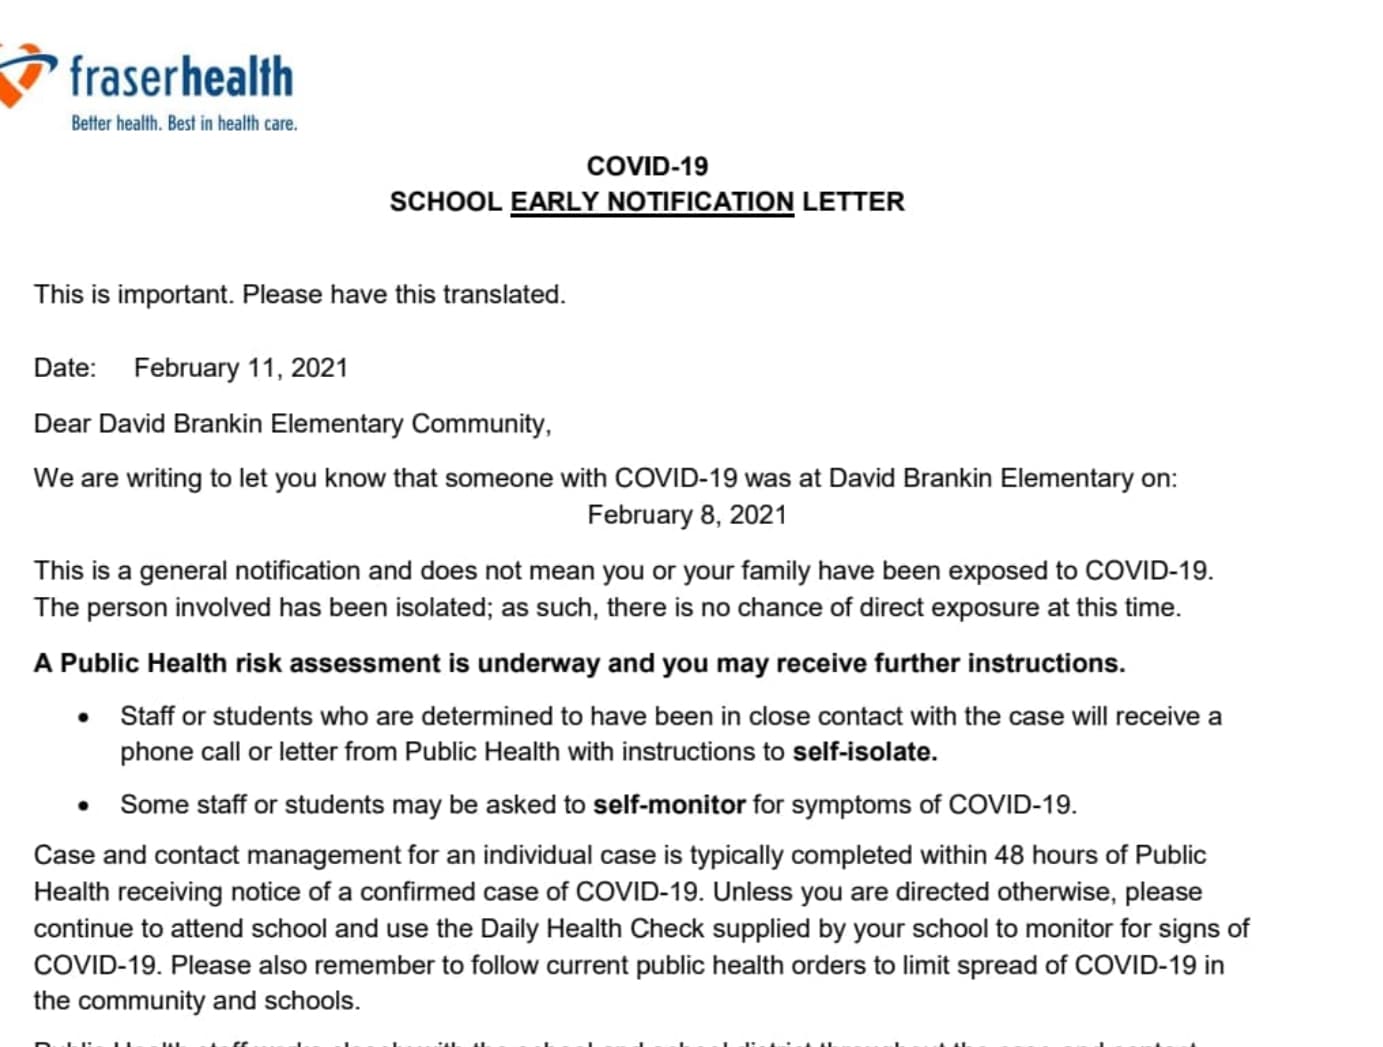 fraserhealth
Better health. Best in health care.
COVID-19
SCHOOL EARLY NOTIFICATION LETTER
This is important. Please have this translated.
Date: February 11, 2021
Dear David Brankin Elementary Community,
We are writing to let you know that someone with COVID-19 was at David Brankin Elementary on:
February 8, 2021
This is a general notification and does not mean you or your family have been exposed to COVID-19.
The person involved has been isolated; as such, there is no chance of direct exposure at this time.
A Public Health risk assessment is underway and you may receive further instructions.
• Staff or students who are determined to have been in close contact with the case will receive a
phone call or letter from Public Health with instructions to self-isolate.
• Some staff or students may be asked to self-monitor for symptoms of COVID-19.
Case and contact management for an individual case is typically completed within 48 hours of Public
Health receiving notice of a confirmed case of COVID-19. Unless you are directed otherwise, please
continue to attend school and use the Daily Health Check supplied by your school to monitor for signs of
COVID-19. Please also remember to follow current public health orders to limit spread of COVID-19 in
the community and schools.